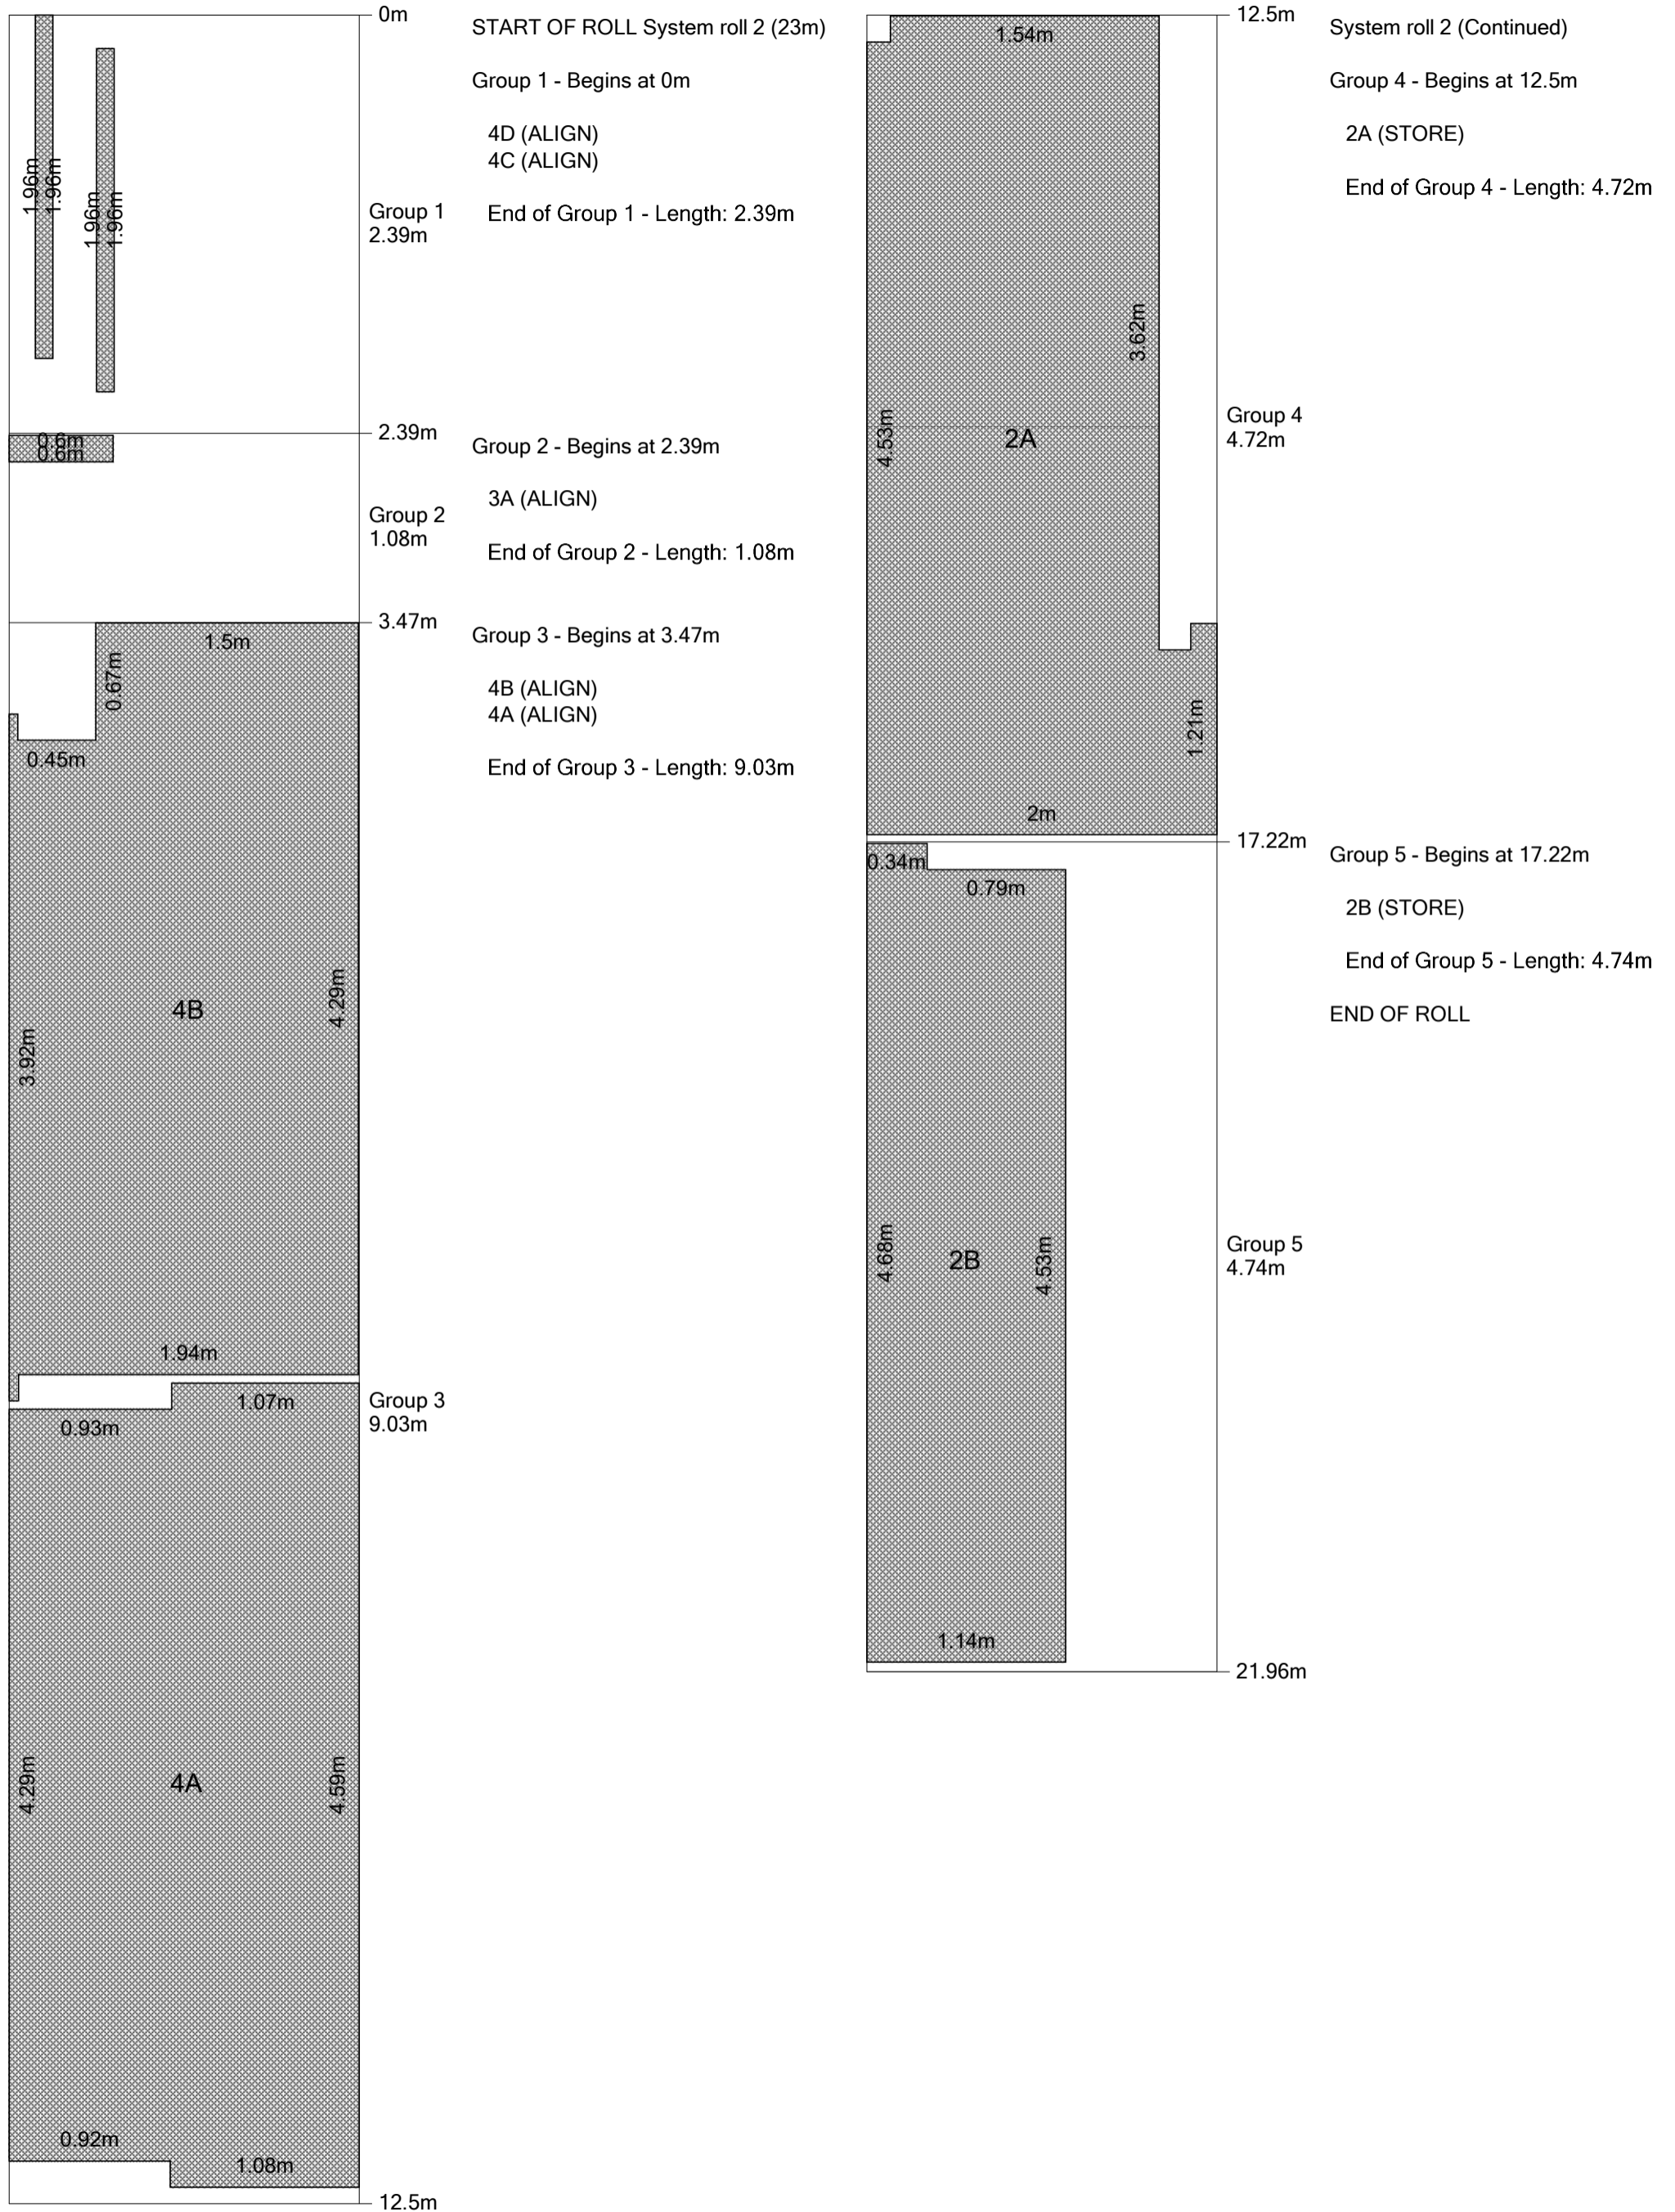 0m
START OF ROLL System roll 2 (23m)
Group 1 - Begins at 0m
4D (ALIGN)
4C (ALIGN)
End of Group 1 - Length: 2.39m
1.96m
1.96m
1.96m
1.96m
Group 1
2.39m
2.39m
0.6m
0.6m
Group 2 - Begins at 2.39m
3A (ALIGN)
End of Group 2 - Length: 1.08m
Group 2
1.08m
3.47m
Group 3 - Begins at 3.47m
4B (ALIGN)
4A (ALIGN)
End of Group 3 - Length: 9.03m
1.5m
0.67m
0.45m
4B
4.29m
3.92m
1.94m
Group 3
9.03m
1.07m
0.93m
4.29m
4A
4.59m
0.92m
1.08m
12.5m
12.5m
System roll 2 (Continued)
Group 4 - Begins at 12.5m
2A (STORE)
End of Group 4 - Length: 4.72m
1.54m
3.62m
4.53m
2A
Group 4
4.72m
1.21m
2m
17.22m
Group 5 - Begins at 17.22m
2B (STORE)
End of Group 5 - Length: 4.74m
END OF ROLL
0.34m
0.79m
4.68m
2B
4.53m
Group 5
4.74m
1.14m
21.96m